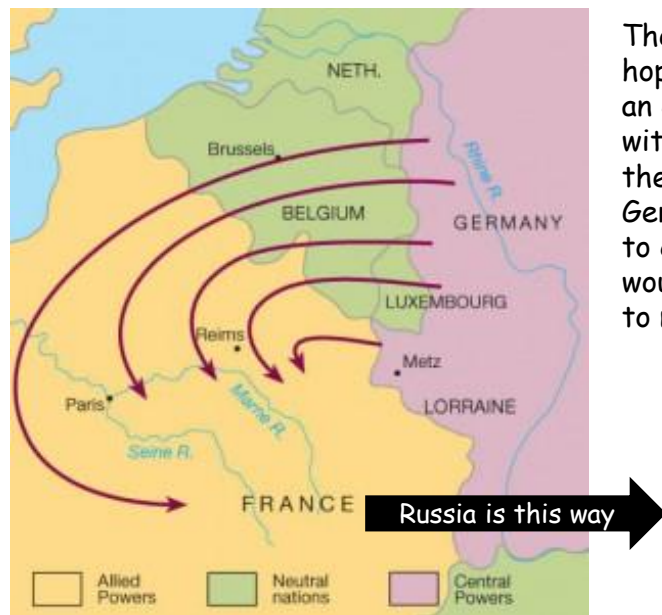 NETH.
Brussels
Rhine R.
BELGIUM
GERMANY
LUXEMBOURG
Reims
Metz
Paris
Marne R.
LORRAINE
Seine R.
FRANCE
Russia is this way
Allied
Powers
Neutral
nations
Central
Powers
hop
an
wit
the
Ger
to
wou
to